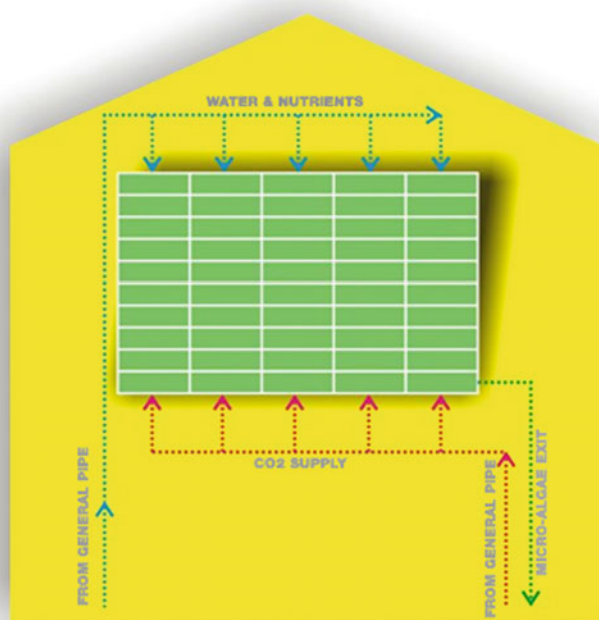 WATER & NUTRIENTS
CO2 SUPPLY
FROM GENERAL PIPE
FROM GENERAL PIPE
MICRO-ALGAE EXIT